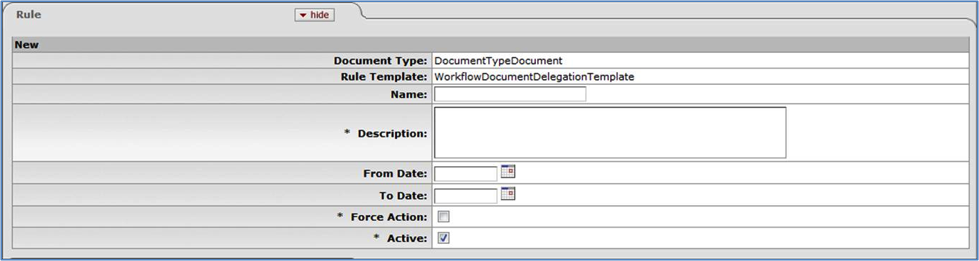 Rule
hide
New
Document Type: DocumentTypeDocument
Rule Template: WorkflowDocumentDelegationTemplate
Name:
* Description:
From Date:
To Date:
* Force Action:
* Active: